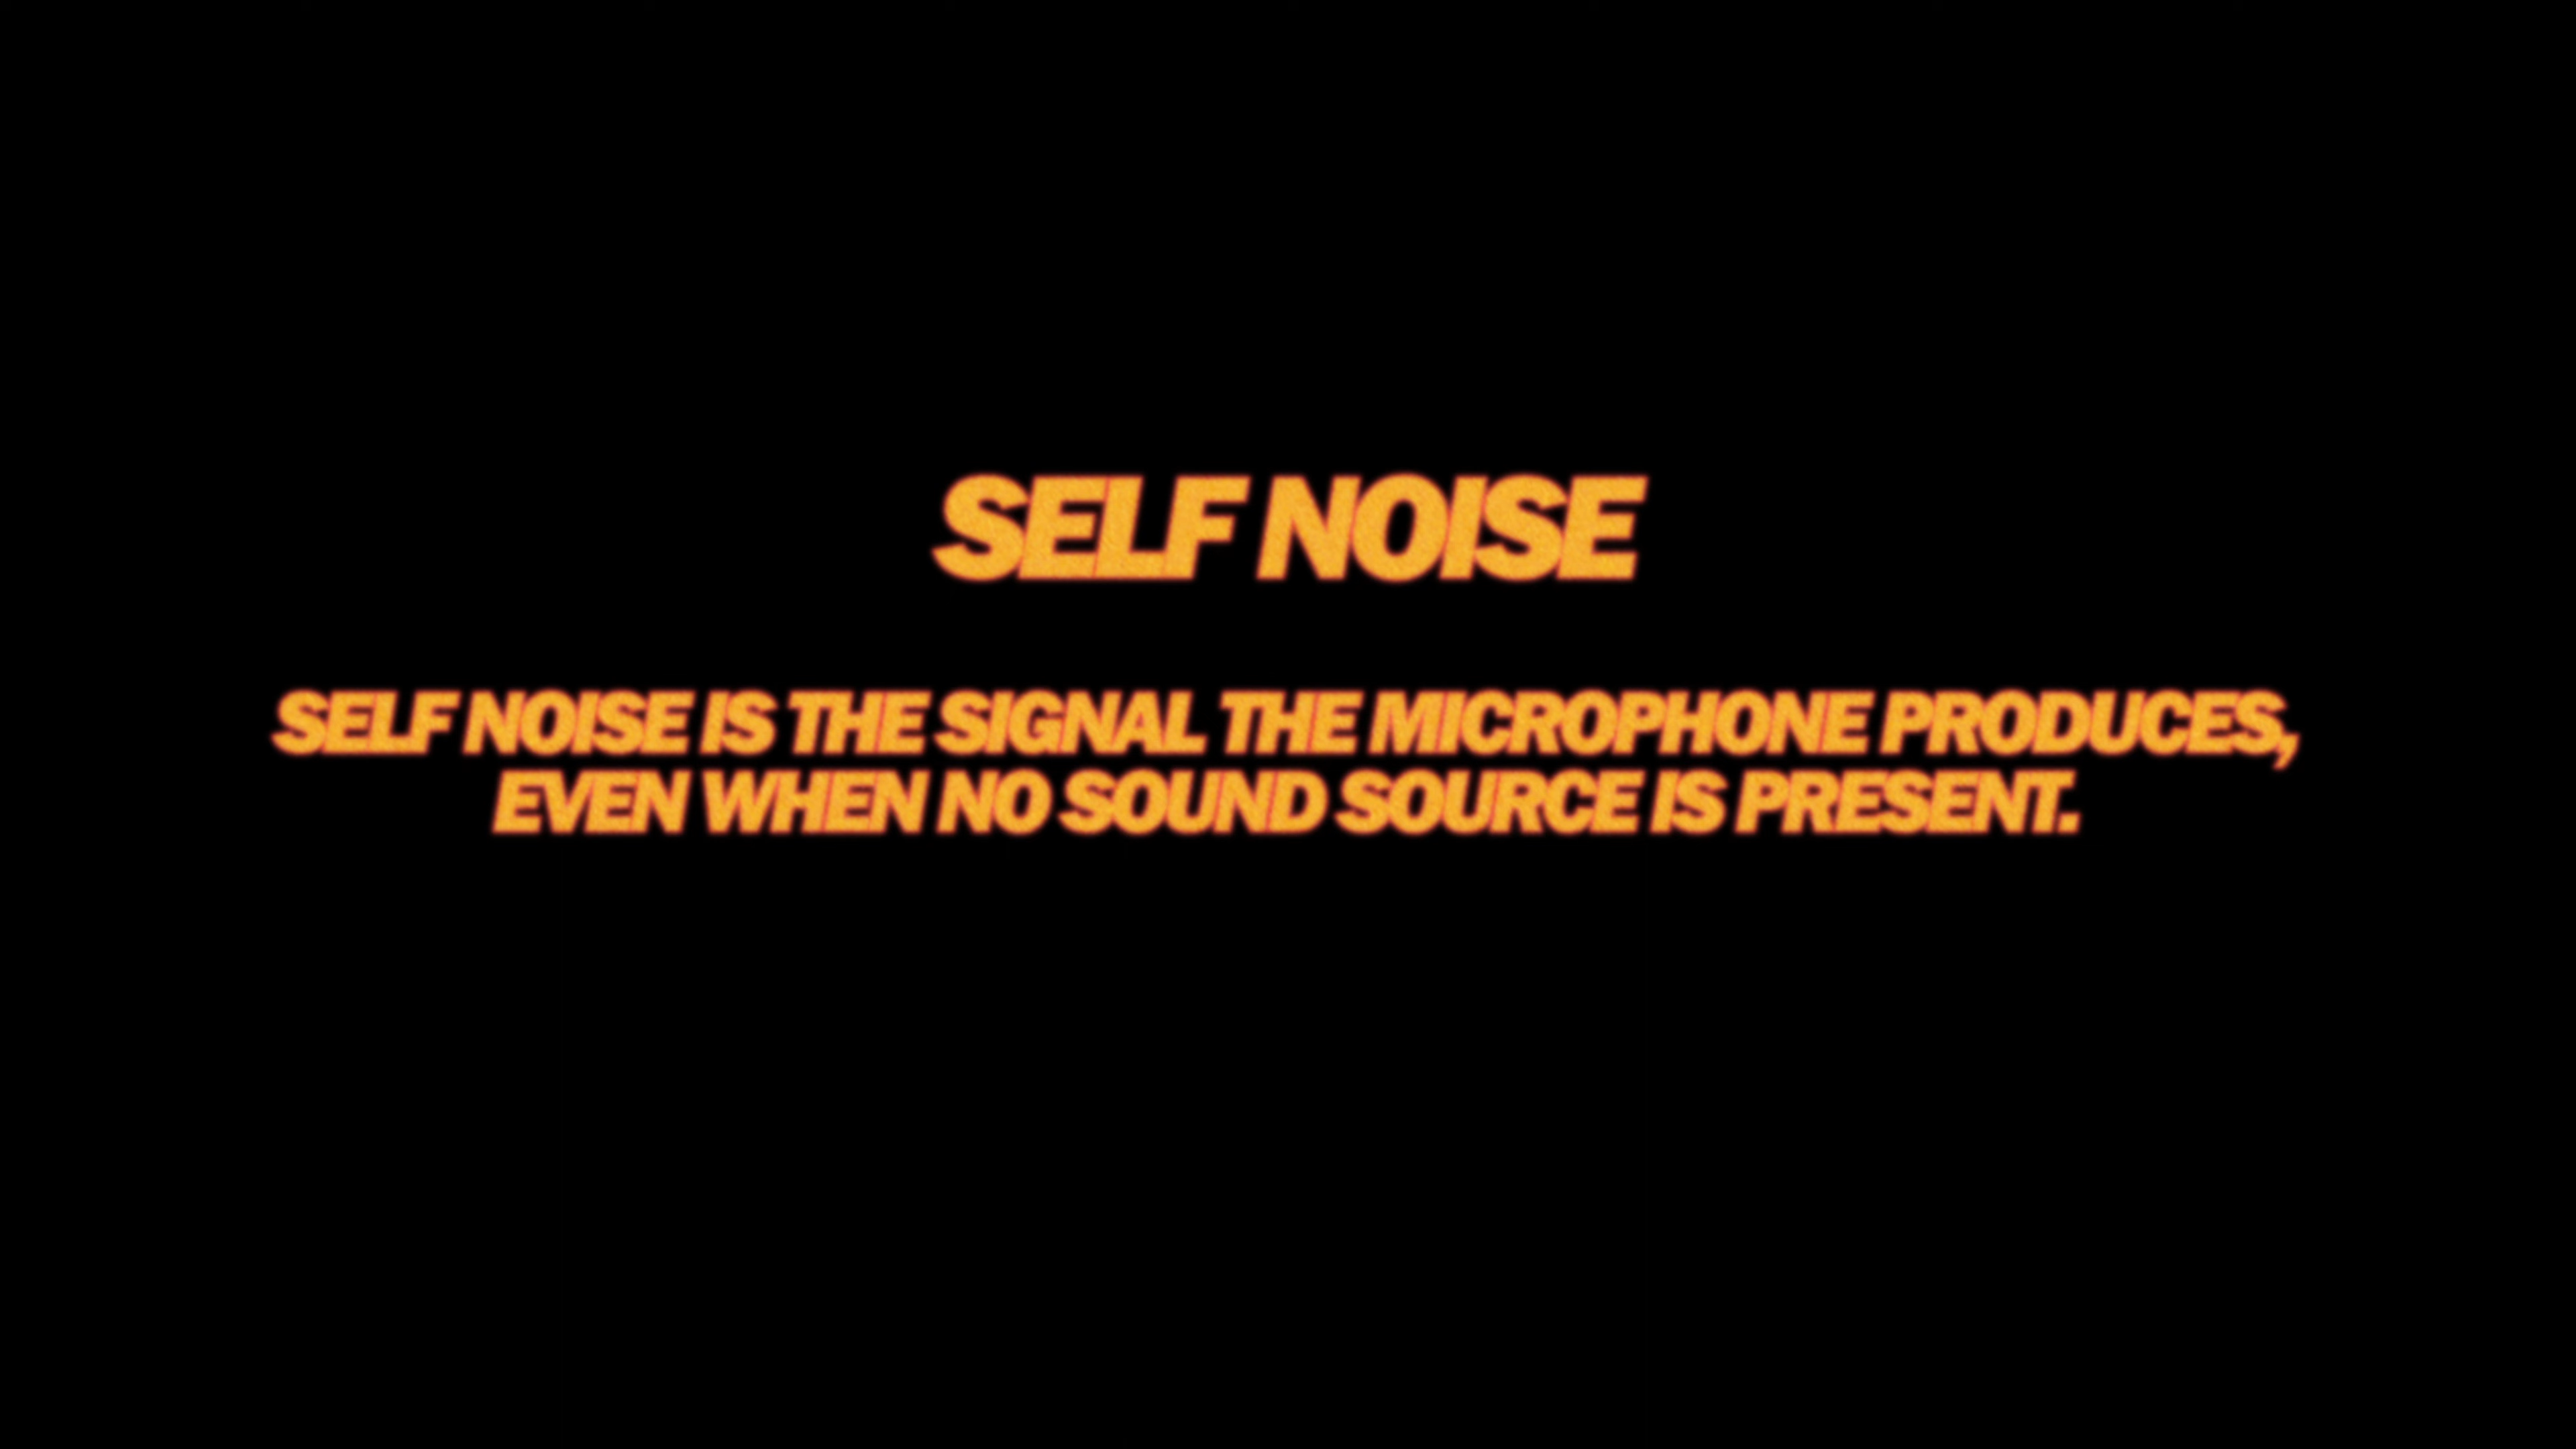 SELF NOISE
SELF NOISE IS THE SIGNAL THE MICROPHONE PRODUCES,
EVEN WHEN NO SOUND SOURCE IS PRESENT.